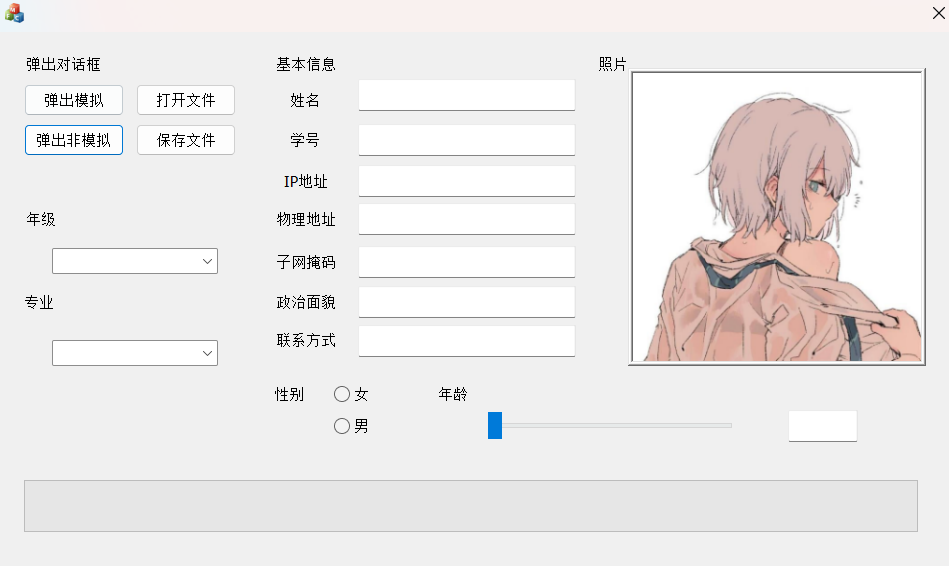 弹出对话框
弹出模拟
打开文件
弹出非模拟
保存文件
年级
专业
基本信息
姓名
学号
IP地址
物理地址
子网掩码
政治面貌
联系方式
性别
女
男
年龄
照片